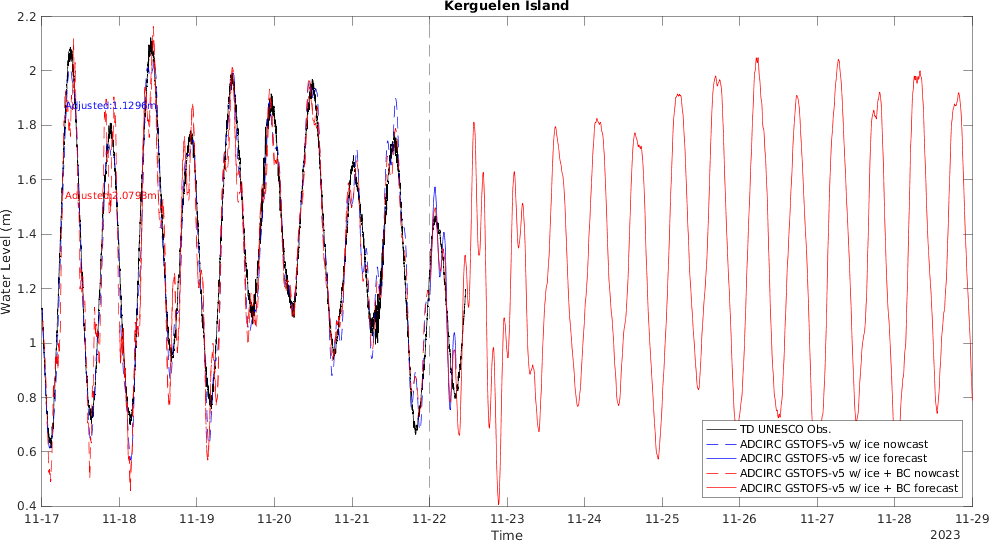 Kerguelen Island
2.2
2
1.8
1.6
1.4
1.2
1
0.8
0.6
0.4
Water Level (m)
Adjusted:1.1296m
Adjusted:2.0793m
TD UNESCO Obs.
ADCIRC GSTOFS-v5 w/ ice nowcast
ADCIRC GSTOFS-v5 w/ ice forecast
ADCIRC GSTOFS-v5 w/ ice + BC nowcast
ADCIRC GSTOFS-v5 w/ ice + BC forecast
11-17 11-18 11-19 11-20 11-21 11-22 11-23 11-24 11-25 11-26 11-27 11-28 11-29
Time
2023